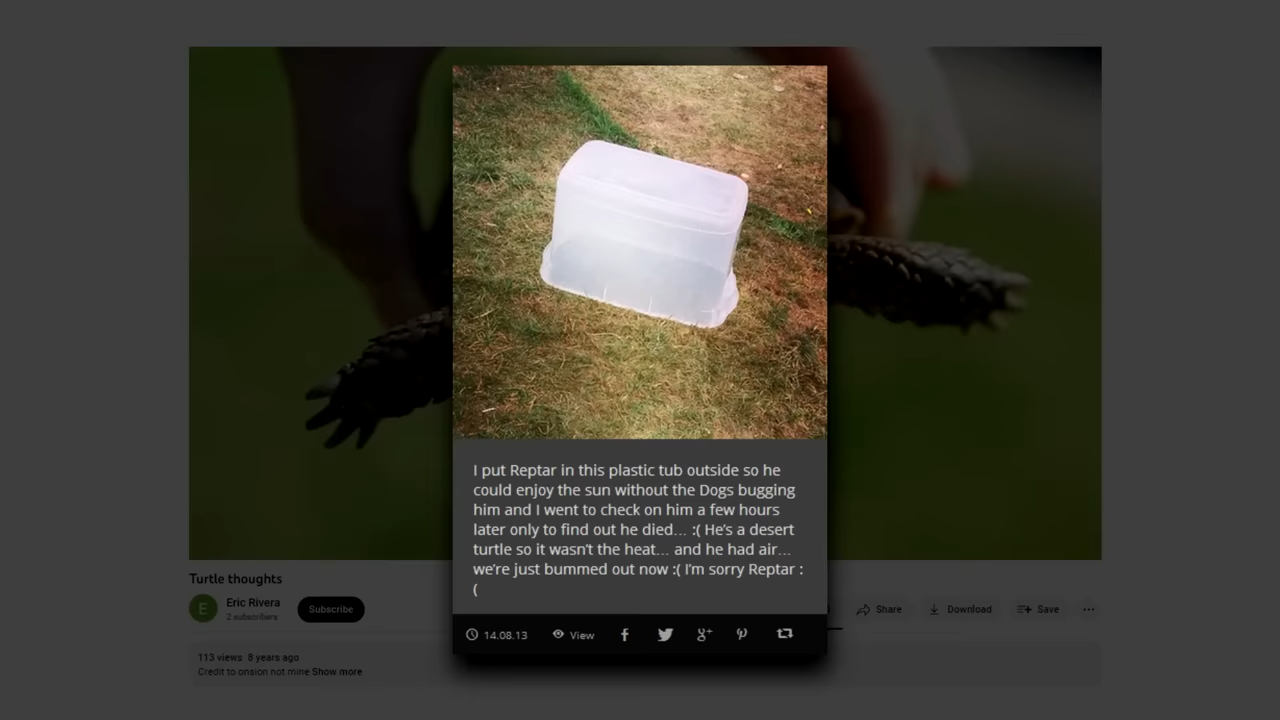 I put Reptar in this plastic tub outside so he
could enjoy the sun without the Dogs bugging
him and I went to check on him a few hours
later only to find out he died... :( He's a desert
turtle so it wasn't the heat... and he had air...
we're just bummed out now :( I'm sorry Reptar :
(
14.08.13 View
Turtle thoughts
E Eric Rivera Subscribe Share Download Save ...
2 subscribers
113 views 8 years ago
Credit to onsion not mine Show more